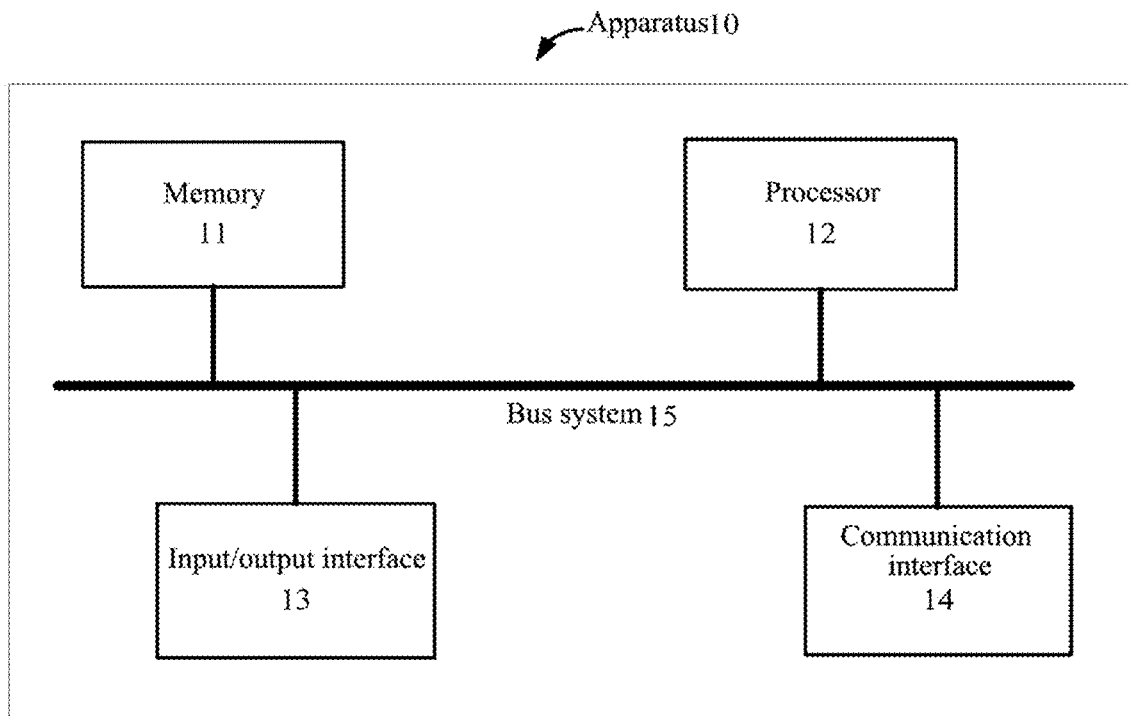 Apparatus10
Memory
11
Processor
12
Bus system 15
Input/output interface
13
Communication
interface
14